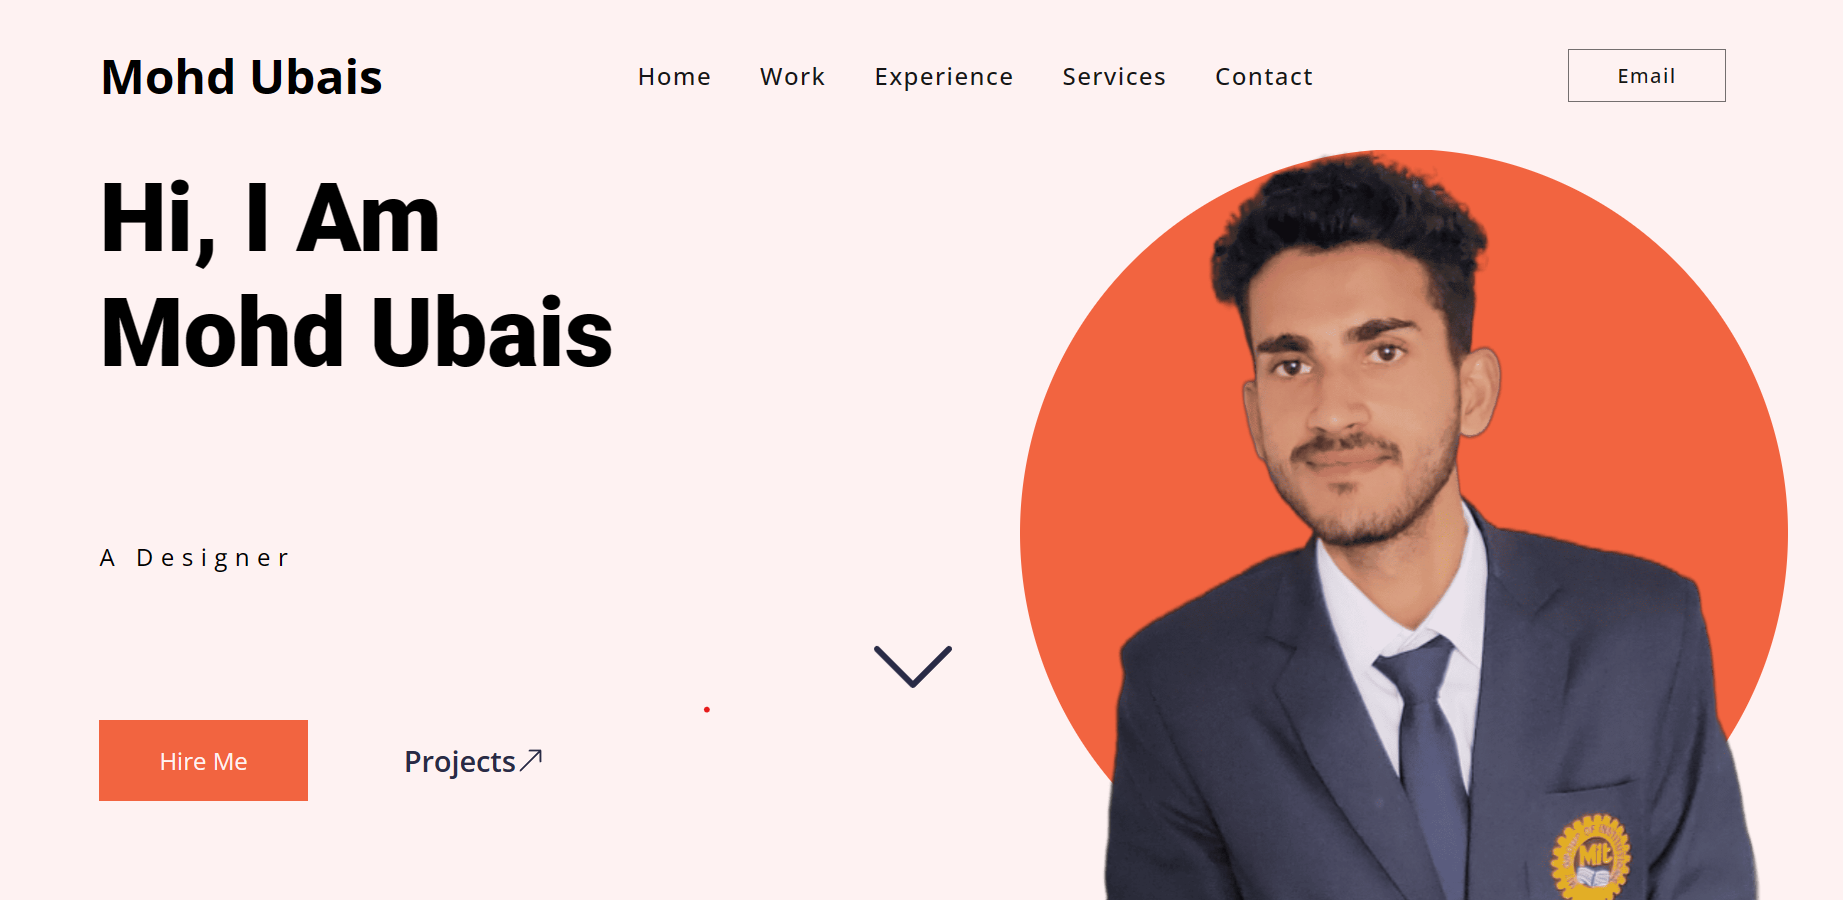 Mohd Ubais
Home Work Experience Services Contact
Email
Hi, I Am
Mohd Ubais
A Designer
Hire Me
Projects
Mit